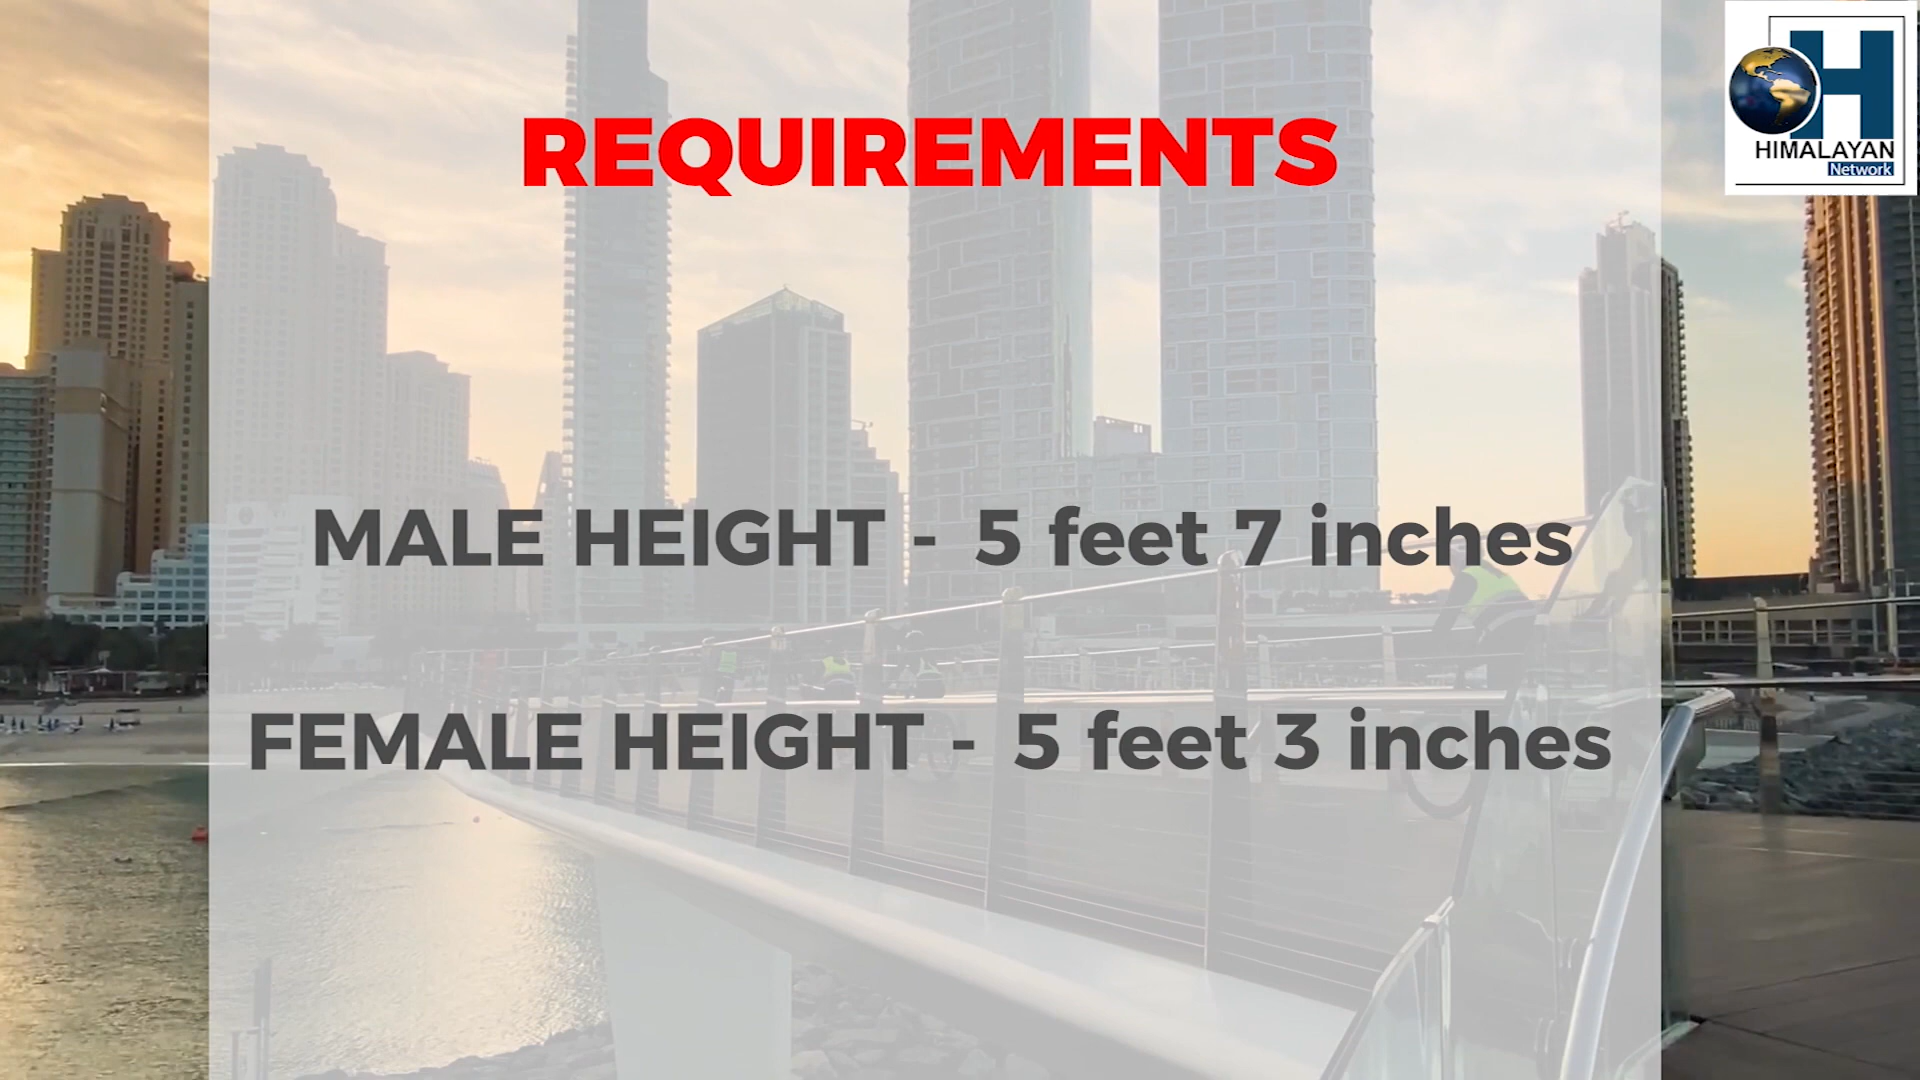 REQUIREMENTS
H
HIMALAYAN
Network
MALE HEIGHT - 5 feet 7 inches
FEMALE HEIGHT - 5 feet 3 inches